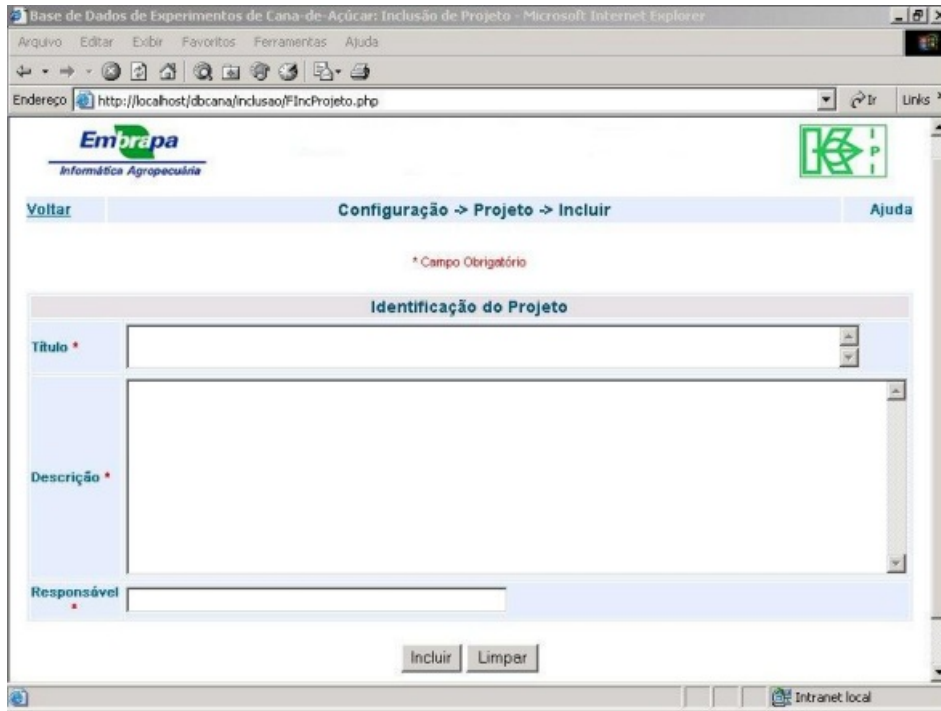 Base de Dados de Experimentos de Cana-de-Açúcar: Inclusão de Projeto - Microsoft Internet Explorer
Arquivo Editar Exibir Favoritos Ferramentas Ajuda
Endereço http://localhost/dbcana/inclusao/FIncProjeto.php Ir Links
Embrapa
Informática Agropecuária
I
P
I
Voltar Configuração -> Projeto -> Incluir Ajuda
* Campo Obrigatório
Identificação do Projeto
Título *
Descrição *
Responsável
*
Incluir Limpar
Intranet local